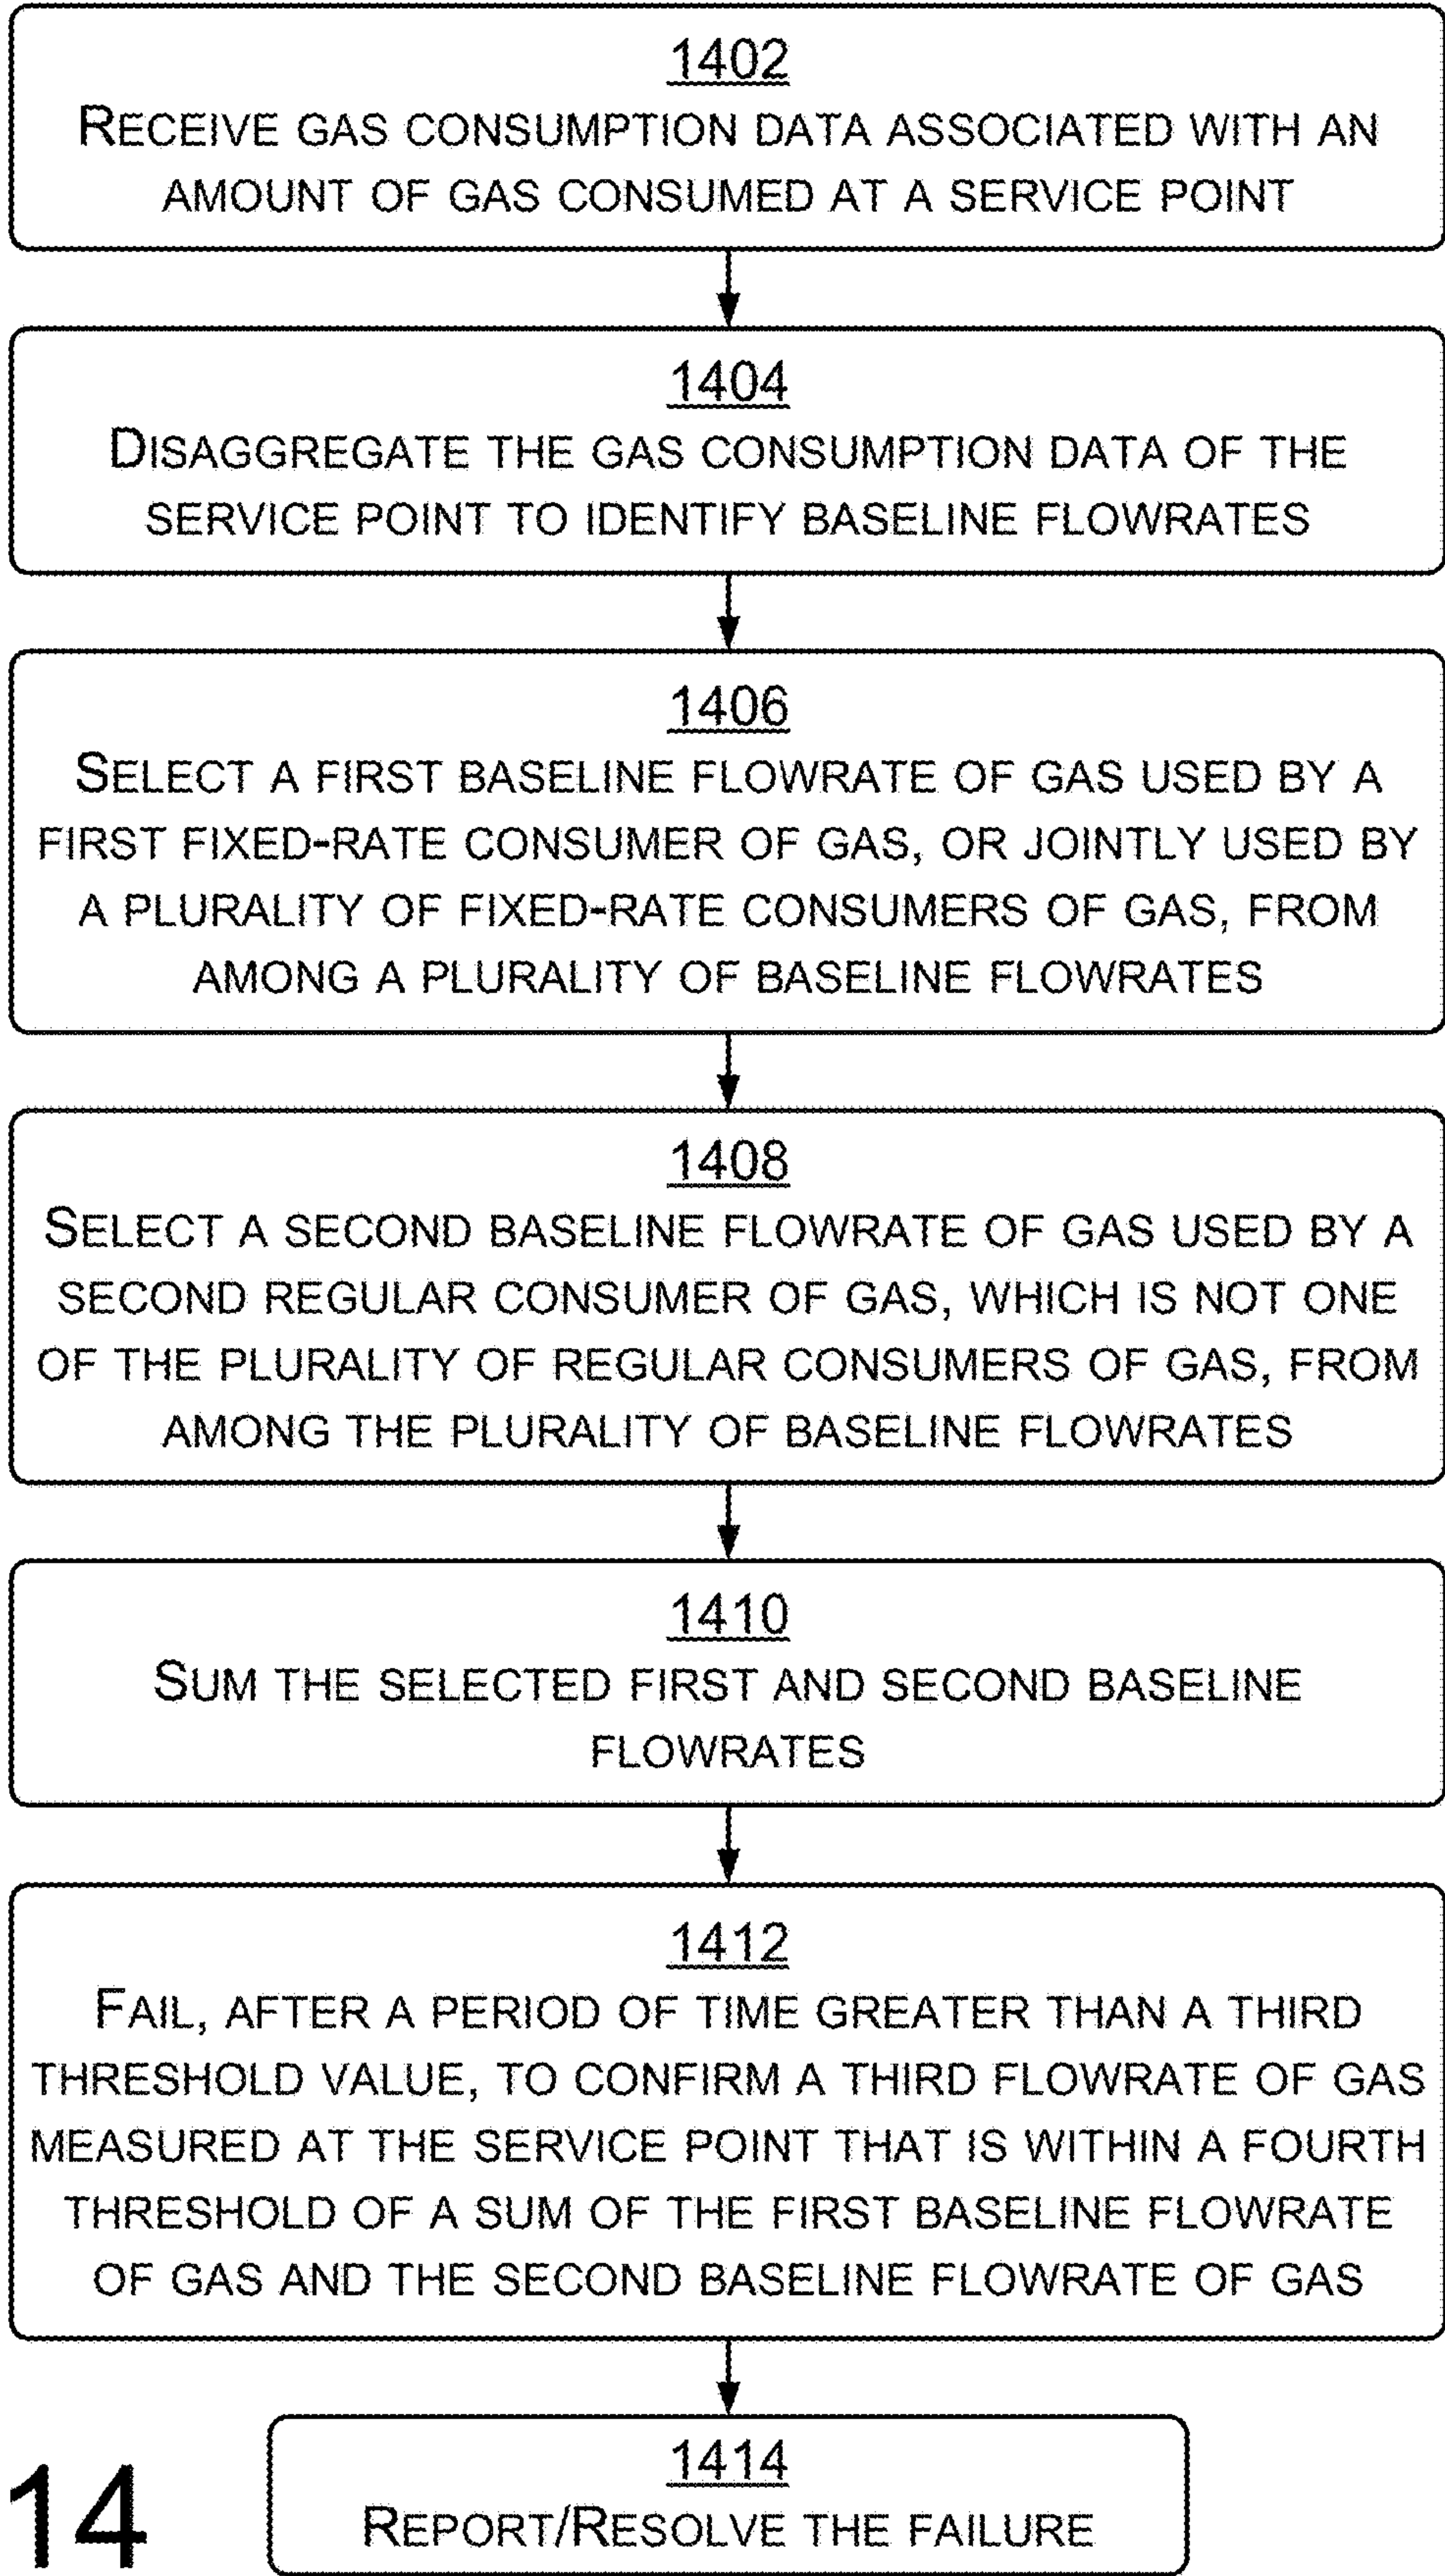 1402
RECEIVE GAS CONSUMPTION DATA ASSOCIATED WITH AN
AMOUNT OF GAS CONSUMED AT A SERVICE POINT
1404
DISAGGREGATE THE GAS CONSUMPTION DATA OF THE
SERVICE POINT TO IDENTIFY BASELINE FLOWRATES
1406
SELECT A FIRST BASELINE FLOWRATE OF GAS USED BY A
FIRST FIXED-RATE CONSUMER OF GAS, OR JOINTLY USED BY
A PLURALITY OF FIXED-RATE CONSUMERS OF GAS, FROM
AMONG A PLURALITY OF BASELINE FLOWRATES
1408
SELECT A SECOND BASELINE FLOWRATE OF GAS USED BY A
SECOND REGULAR CONSUMER OF GAS, WHICH IS NOT ONE
OF THE PLURALITY OF REGULAR CONSUMERS OF GAS, FROM
AMONG THE PLURALITY OF BASELINE FLOWRATES
1410
SUM THE SELECTED FIRST AND SECOND BASELINE
FLOWRATES
1412
FAIL, AFTER A PERIOD OF TIME GREATER THAN A THIRD
THRESHOLD VALUE, TO CONFIRM A THIRD FLOWRATE OF GAS
MEASURED AT THE SERVICE POINT THAT IS WITHIN A FOURTH
THRESHOLD OF A SUM OF THE FIRST BASELINE FLOWRATE
OF GAS AND THE SECOND BASELINE FLOWRATE OF GAS
1414
REPORT/RESOLVE THE FAILURE
14